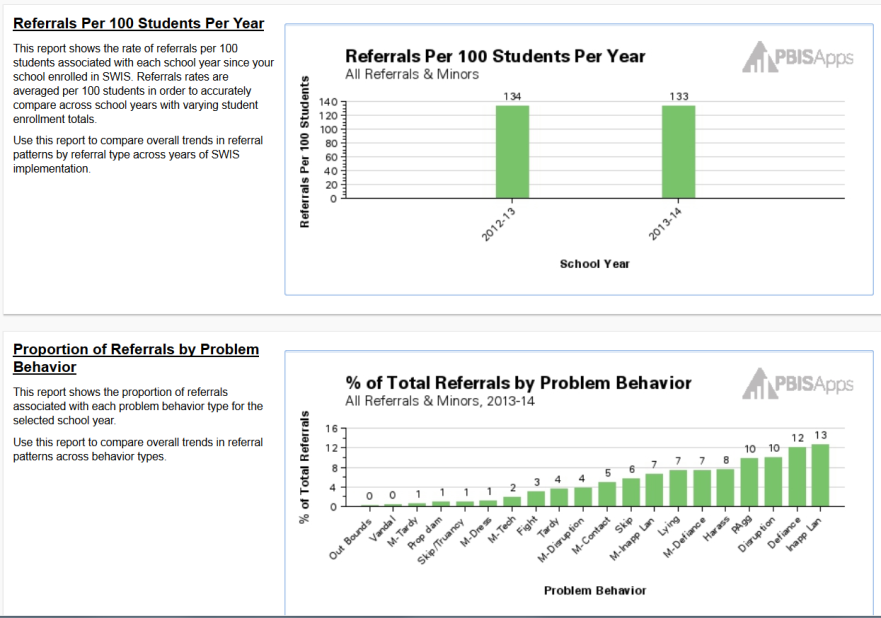 Referrals Per 100 Students Per Year
This report shows the rate of referrals per 100
students associated with each school year since your
school enrolled in SWIS. Referrals rates are
averaged per 100 students in order to accurately
compare across school years with varying student
enrollment totals.
Use this report to compare overall trends in referral
patterns by referral type across years of SWIS
implementation.
Referrals Per 100 Students Per Year
All Referrals & Minors
PBISApps
Referrals Per 100 Students
140
120
100
80
60
40
20
0
134
133
2012-13
2013-14
School Year
Proportion of Referrals by Problem
Behavior
This report shows the proportion of referrals
associated with each problem behavior type for the
selected school year.
Use this report to compare overall trends in referral
patterns across behavior types.
% of Total Referrals by Problem Behavior
All Referrals & Minors, 2013-14
PBISApps
% of Total Referrals
16
12
8
4
0
0 0 1 1 1 1 2 3 4 4 5 6 7 7 7 8 10 10 12 13
Out Bounds
Vandal
M-Tardy
Prop dam
Skip/Truancy
M-Dress
M-Tech
Fight
Tardy
M-Disruption
M-Contact
Skip
M-Inapp Lan
Lying
M-Defiance
Harass
PAgg
Disruption
Defiance
Inapp Lan
Problem Behavior